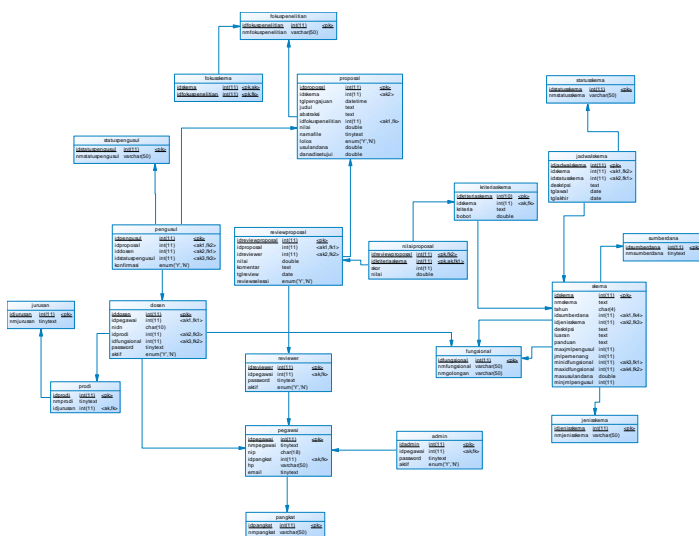 fokuspenelitian
idfokuspenelitian int(11) <pk>
nmfokuspenelitian varchar(50)
fokusskema
idskema int(11) <pk,ak>
idfokuspenelitian int(11) <pk,fk>
proposal
idproposal int(11) <pk>
idskema int(11) <ak2>
tglpengajuan datetime
judul text
abstraksi text
idfokuspenelitian int(11) <ak1,fk>
nilai double
namafile tinytext
lolos enum('Y','N')
usulandana double
danadisetujui double
statusskema
idstatusskema int(11) <pk>
nmstatusskema varchar(50)
statuspengusul
idstatuspengusul int(11) <pk>
nmstatuspengusul varchar(50)
jadwalskema
idjadwalskema int(11) <pk>
idskema int(11) <ak1,fk2>
idstatusskema int(11) <ak2,fk1>
deskripsi text
tglawal date
tglakhir date
kriteriaskema
idkriteriaskema int(10) <pk>
idskema int(11) <ak,fk>
kriteria text
bobot double
pengusul
idpengusul int(11) <pk>
idproposal int(11) <ak1,fk2>
iddosen int(11) <ak2,fk1>
idstatuspengusul int(11) <ak3,fk3>
konfirmasi enum('Y','N')
reviewproposal
idreviewproposal int(11) <pk>
idproposal int(11) <ak1,fk1>
idreviewer int(11) <ak2,fk2>
nilai double
komentar text
tglreview date
reviewselesai enum('Y','N')
nilaiproposal
idreviewproposal int(11) <pk,fk2>
idkriteriaskema int(11) <pk,ak,fk1>
skor int(11)
nilai double
sumberdana
idsumberdana int(11) <pk>
nmsumberdana tinytext
jurusan
idjurusan int(11) <pk>
nmjurusan tinytext
dosen
iddosen int(11) <pk>
idpegawai int(11) <ak1,fk1>
nidn char(10)
idprodi int(11) <ak2,fk3>
idfungsional int(11) <ak3,fk2>
password tinytext
aktif enum('Y','N')
skema
idskema int(11) <pk>
nmskema text
tahun char(4)
idsumberdana int(11) <ak1,fk4>
idjenisskema int(11) <ak2,fk3>
deskripsi text
luaran text
panduan text
maxjmlpengusul int(11)
jmlpemenang int(11)
minidfungsional int(11) <ak3,fk1>
maxidfungsional int(11) <ak4,fk2>
maxusulandana double
minjmlpengusul int(11)
fungsional
idfungsional int(11) <pk>
nmfungsional varchar(50)
nmgolongan varchar(50)
reviewer
idreviewer int(11) <pk>
idpegawai int(11) <ak,fk>
password tinytext
aktif enum('Y','N')
prodi
idprodi int(11) <pk>
nmprodi tinytext
idjurusan int(11) <ak,fk>
jenisskema
idjenisskema int(11) <pk>
nmjenisskema varchar(50)
pegawai
idpegawai int(11) <pk>
nmpegawai tinytext
nip char(18)
idpangkat int(11) <ak,fk>
hp varchar(50)
email tinytext
admin
idadmin int(11) <pk>
idpegawai int(11) <ak,fk>
password tinytext
aktif enum('Y','N')
pangkat
idpangkat int(11) <pk>
nmpangkat varchar(50)